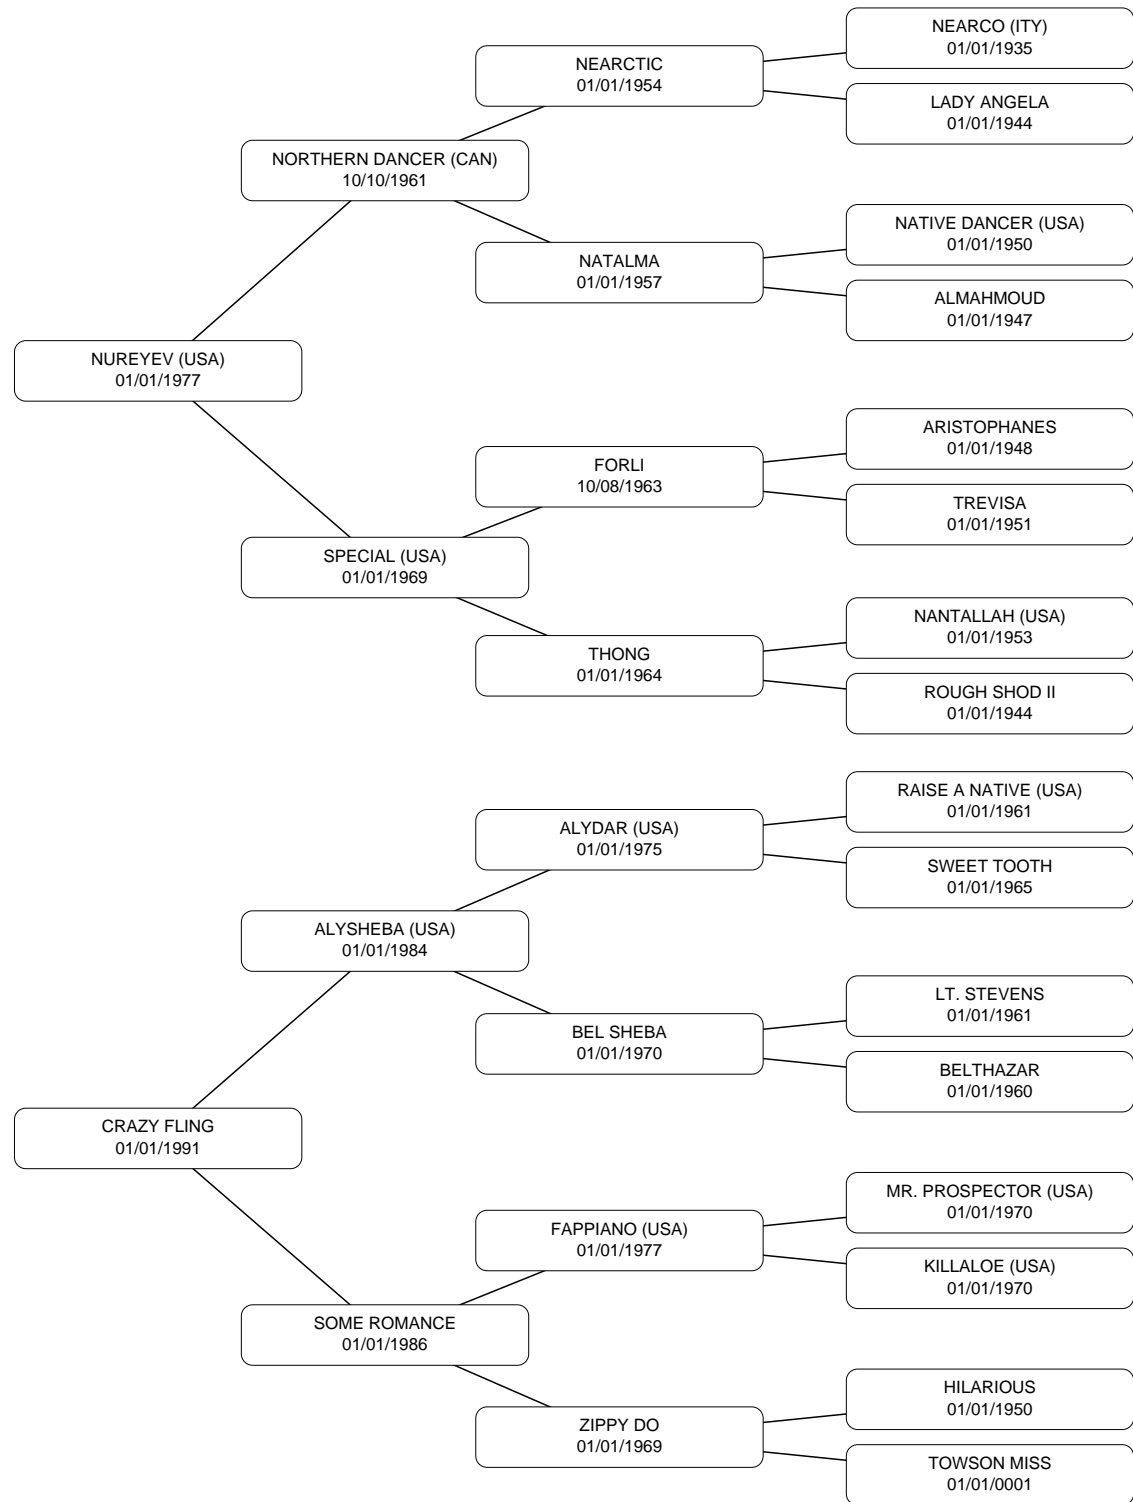 NEARCO (ITY)
01/01/1935
NEARCTIC
01/01/1954
LADY ANGELA
01/01/1944
NORTHERN DANCER (CAN)
10/10/1961
NATIVE DANCER (USA)
01/01/1950
NATALMA
01/01/1957
ALMAHMOUD
01/01/1947
NUREYEV (USA)
01/01/1977
ARISTOPHANES
01/01/1948
FORLI
10/08/1963
TREVISA
01/01/1951
SPECIAL (USA)
01/01/1969
NANTALLAH (USA)
01/01/1953
THONG
01/01/1964
ROUGH SHOD II
01/01/1944
RAISE A NATIVE (USA)
01/01/1961
ALYDAR (USA)
01/01/1975
SWEET TOOTH
01/01/1965
ALYSHEBA (USA)
01/01/1984
LT. STEVENS
01/01/1961
BEL SHEBA
01/01/1970
BELTHAZAR
01/01/1960
CRAZY FLING
01/01/1991
MR. PROSPECTOR (USA)
01/01/1970
FAPPIANO (USA)
01/01/1977
KILLALOE (USA)
01/01/1970
SOME ROMANCE
01/01/1986
HILARIOUS
01/01/1950
ZIPPY DO
01/01/1969
TOWSON MISS
01/01/0001